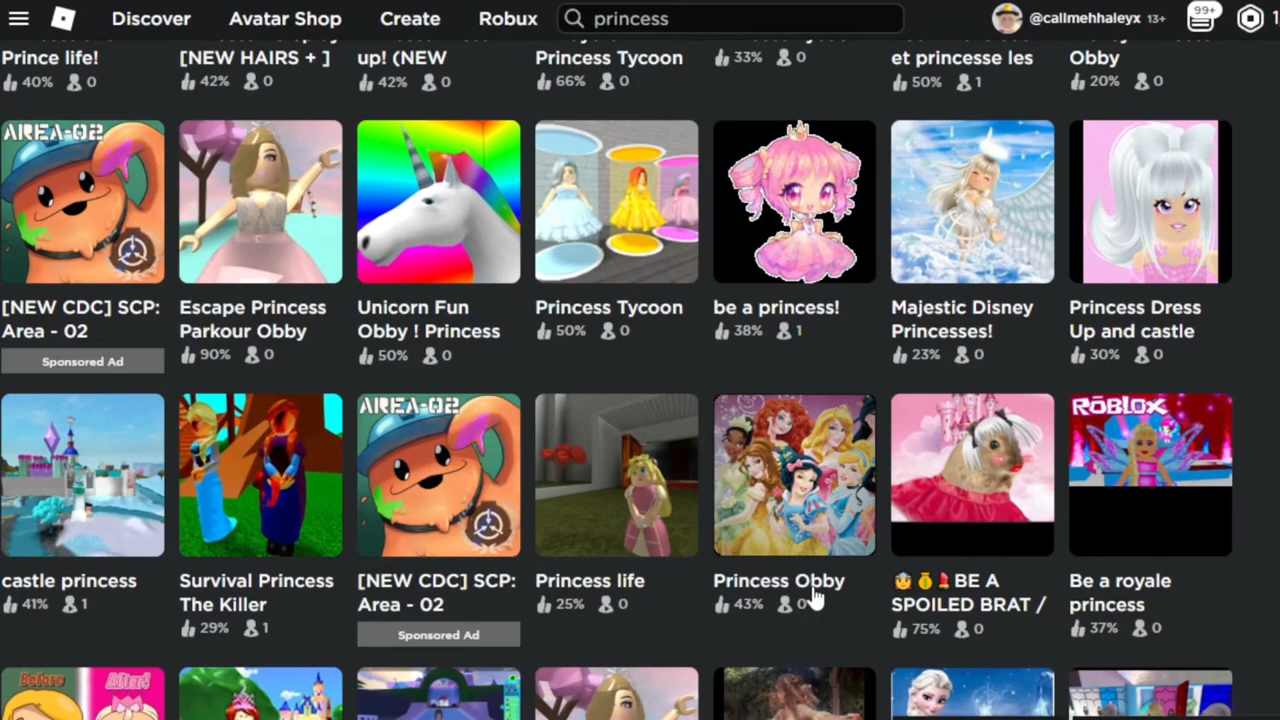 Discover Avatar Shop Create Robux princess @callmehhaleyx 13+ 99+ 1
Prince life! [NEW HAIRS + ] up! (NEW Princess Tycoon 33% 0 et princesse les Obby
40% 0 42% 0 42% 0 66% 0 50% 1 20% 0
AREA-02
[NEW CDC] SCP: Escape Princess Unicorn Fun Princess Tycoon be a princess! Majestic Disney Princess Dress
Area - 02 Parkour Obby Obby ! Princess 50% 0 38% 1 Princesses! Up and castle
Sponsored Ad 90% 0 50% 0 23% 0 30% 0
AREA-02 ROBLOX
castle princess Survival Princess [NEW CDC] SCP: Princess life Princess Obby 👸💰💄BE A Be a royale
41% 1 The Killer Area - 02 25% 0 43% 0 SPOILED BRAT / princess
29% 1 Sponsored Ad 75% 0 37% 0
Before After?